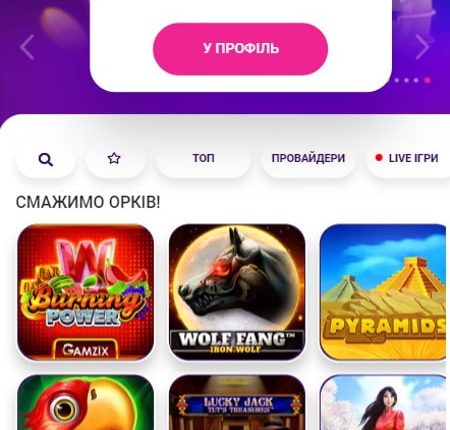 У ПРОФІЛЬ
ТОП
ПРОВАЙДЕРИ
LIVE ІГРИ
СМАЖИМО ОРКІВ!
Burning
POWER
GAMZIX
WOLF FANG™
IRON WOLF
PYRAMIDS
LUCKY JACK
TUT'S TREASURES